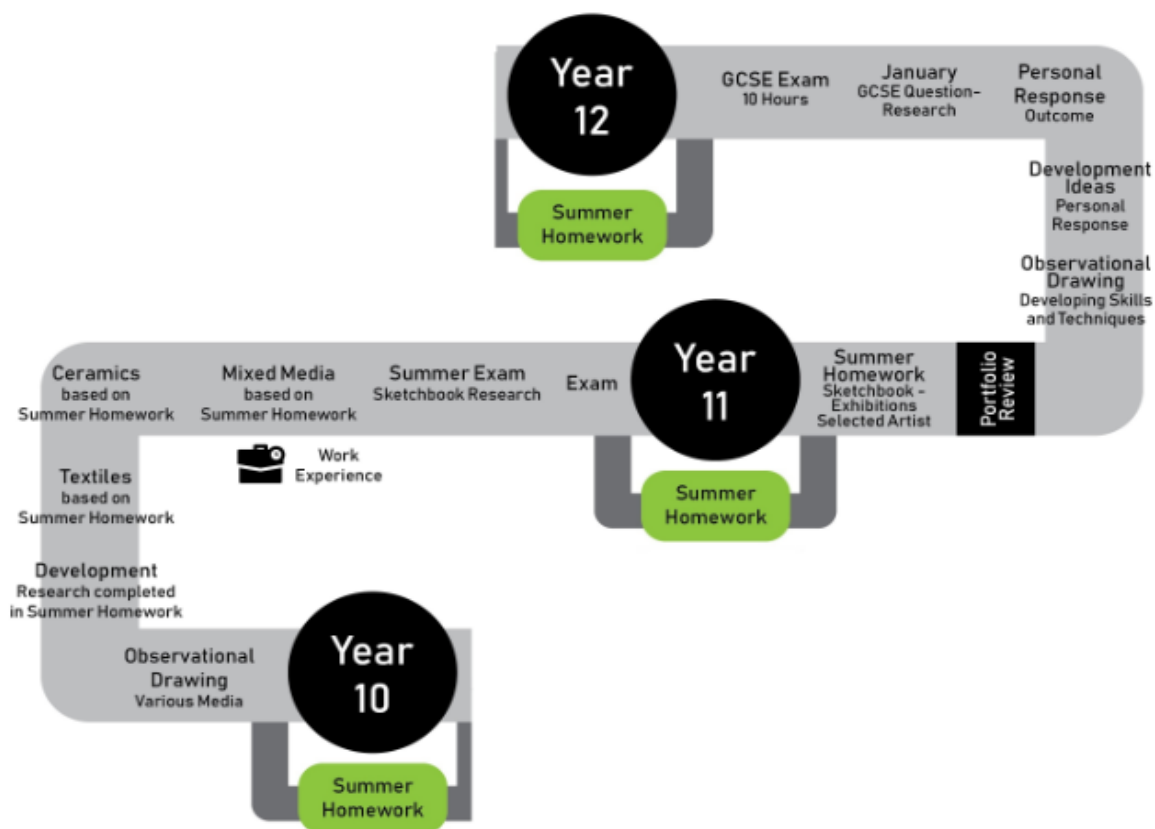 Year
12
GCSE Exam
10 Hours
January
GCSE Question-
Research
Personal
Response
Outcome
Summer
Homework
Development
Ideas
Personal
Response
Observational
Drawing
Developing Skills
and Techniques
Ceramics
based on
Summer Homework
Mixed Media
based on
Summer Homework
Summer Exam
Sketchbook Research
Exam
Year
11
Summer
Homework
Sketchbook -
Exhibitions
Selected Artist
Portfolio
Review
Work
Experience
Summer
Homework
Textiles
based on
Summer Homework
Development
Research completed
in Summer Homework
Observational
Drawing
Various Media
Year
10
Summer
Homework